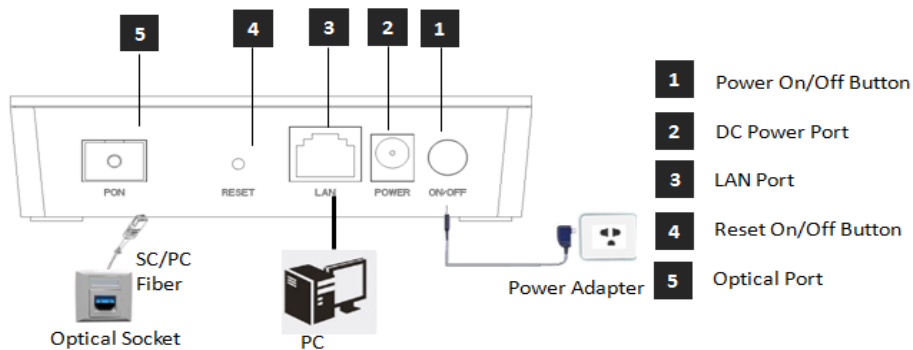 5
4
3
2
1
PON
RESET
LAN
POWER
ON/OFF
SC/PC
Fiber
Optical Socket
PC
Power Adapter
1 Power On/Off Button
2 DC Power Port
3 LAN Port
4 Reset On/Off Button
5 Optical Port